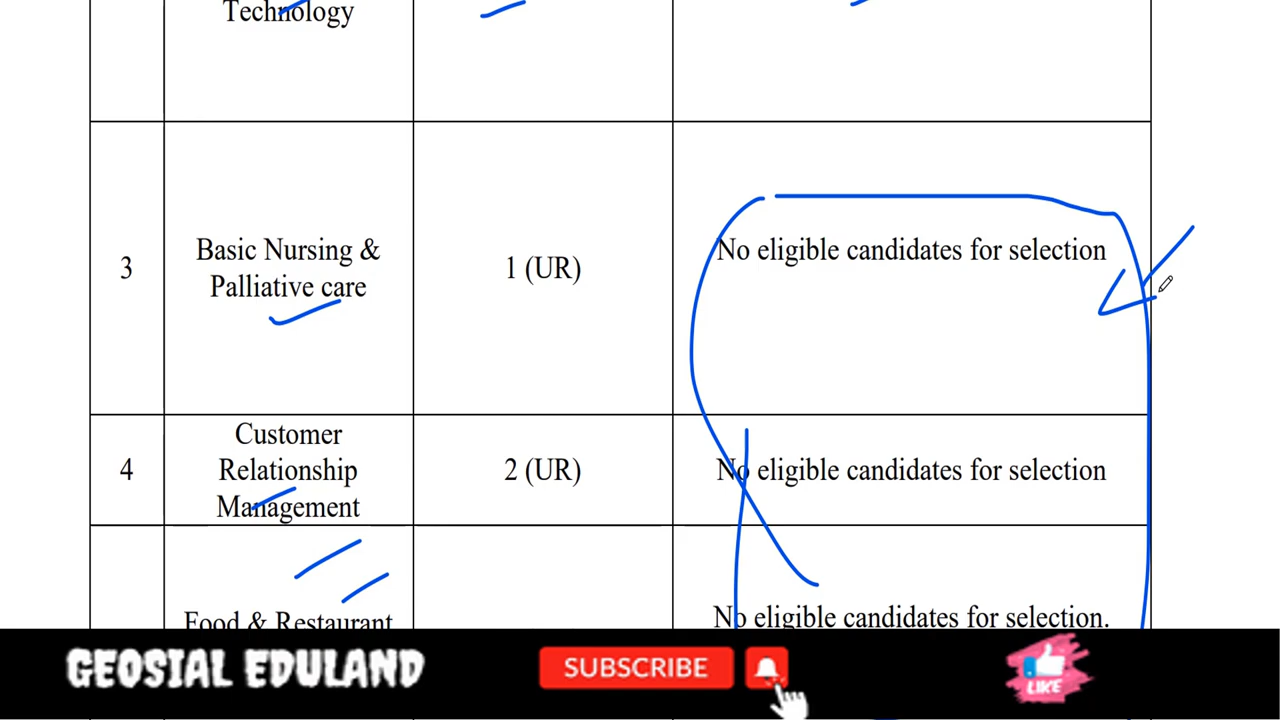 Technology
3
Basic Nursing &
Palliative care
1 (UR)
No eligible candidates for selection
4
Customer
Relationship
Management
2 (UR)
No eligible candidates for selection
Food & Restaurant
No eligible candidates for selection.
GEOSIAL EDULAND
SUBSCRIBE
LIKE